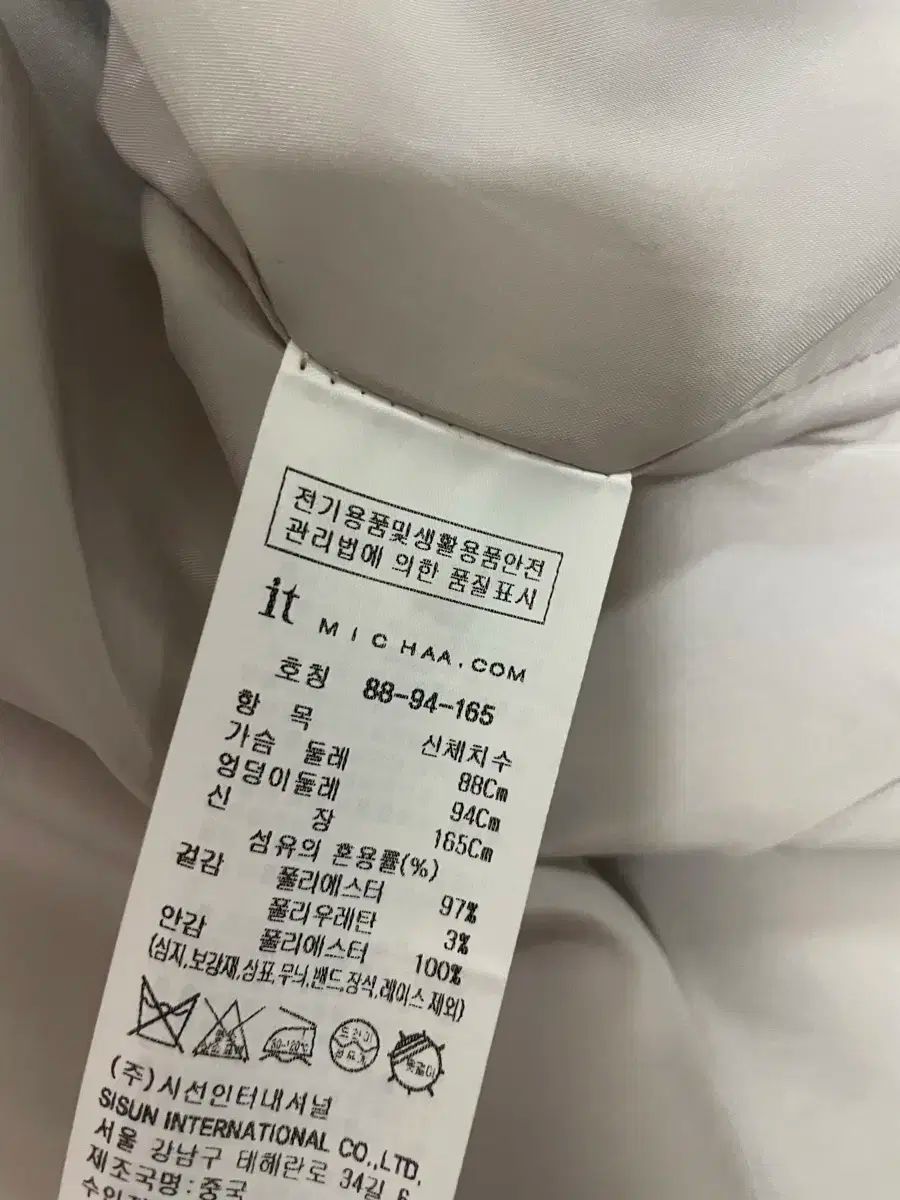 전기용품및생활용품안전
관리법에 의한 품질표시
it MICHAA.COM
호칭 88-94-165
항 목 신체치수
가슴 둘레 88Cm
엉덩이둘레 94Cm
신 장 165Cm
섬유의 혼용률(%)
겉감 폴리에스터 97%
폴리우레탄 3%
안감 폴리에스터 100%
(심지,보강재,상표,무늬,밴드,장식,레이스 제외)
80-120℃
드라이
(주)시선인터내셔널
SISUN INTERNATIONAL CO.,LTD.
서울 강남구 테헤란로 34길 6
제조국명:중국